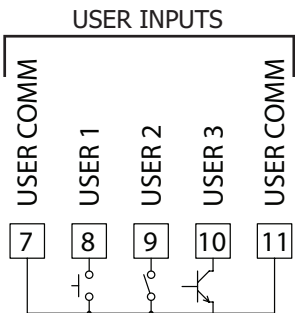 USER INPUTS
USER COMM
USER 1
USER 2
USER 3
USER COMM
7 8 9 10 11